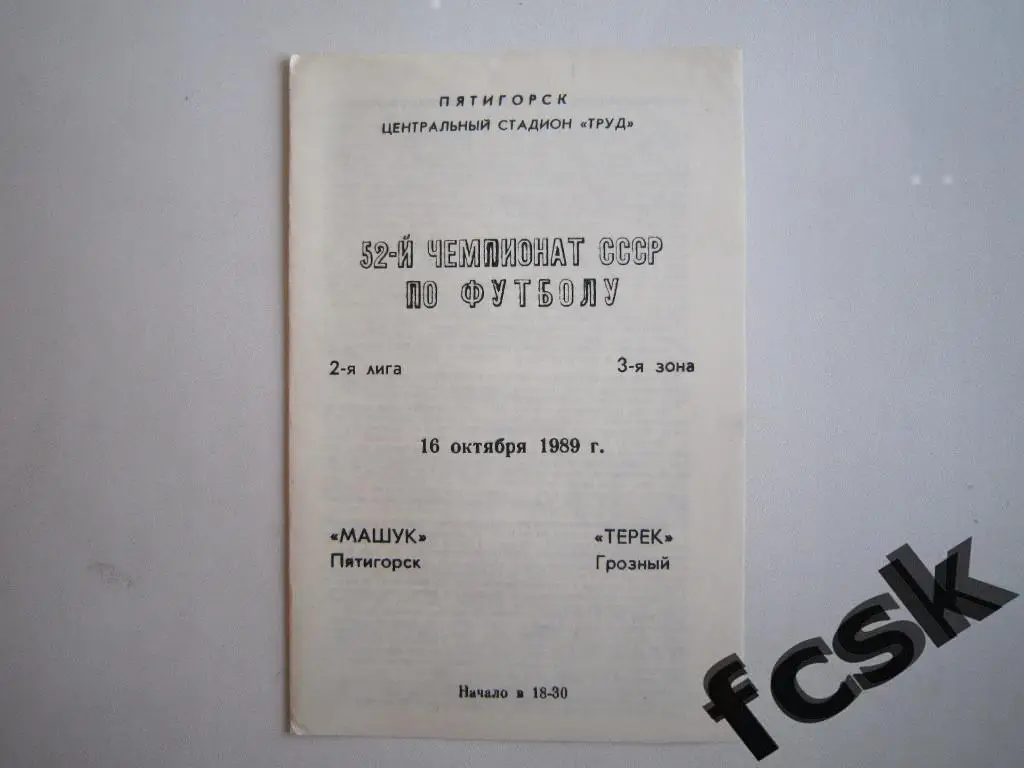 ПЯТИГОРСК
ЦЕНТРАЛЬНЫЙ СТАДИОН «ТРУД»
52-Й ЧЕМПИОНАТ СССР
ПО ФУТБОЛУ
2-я лига 3-я зона
16 октября 1989 г.
«МАШУК» «ТЕРЕК»
Пятигорск Грозный
Начало в 18-30
fcsk